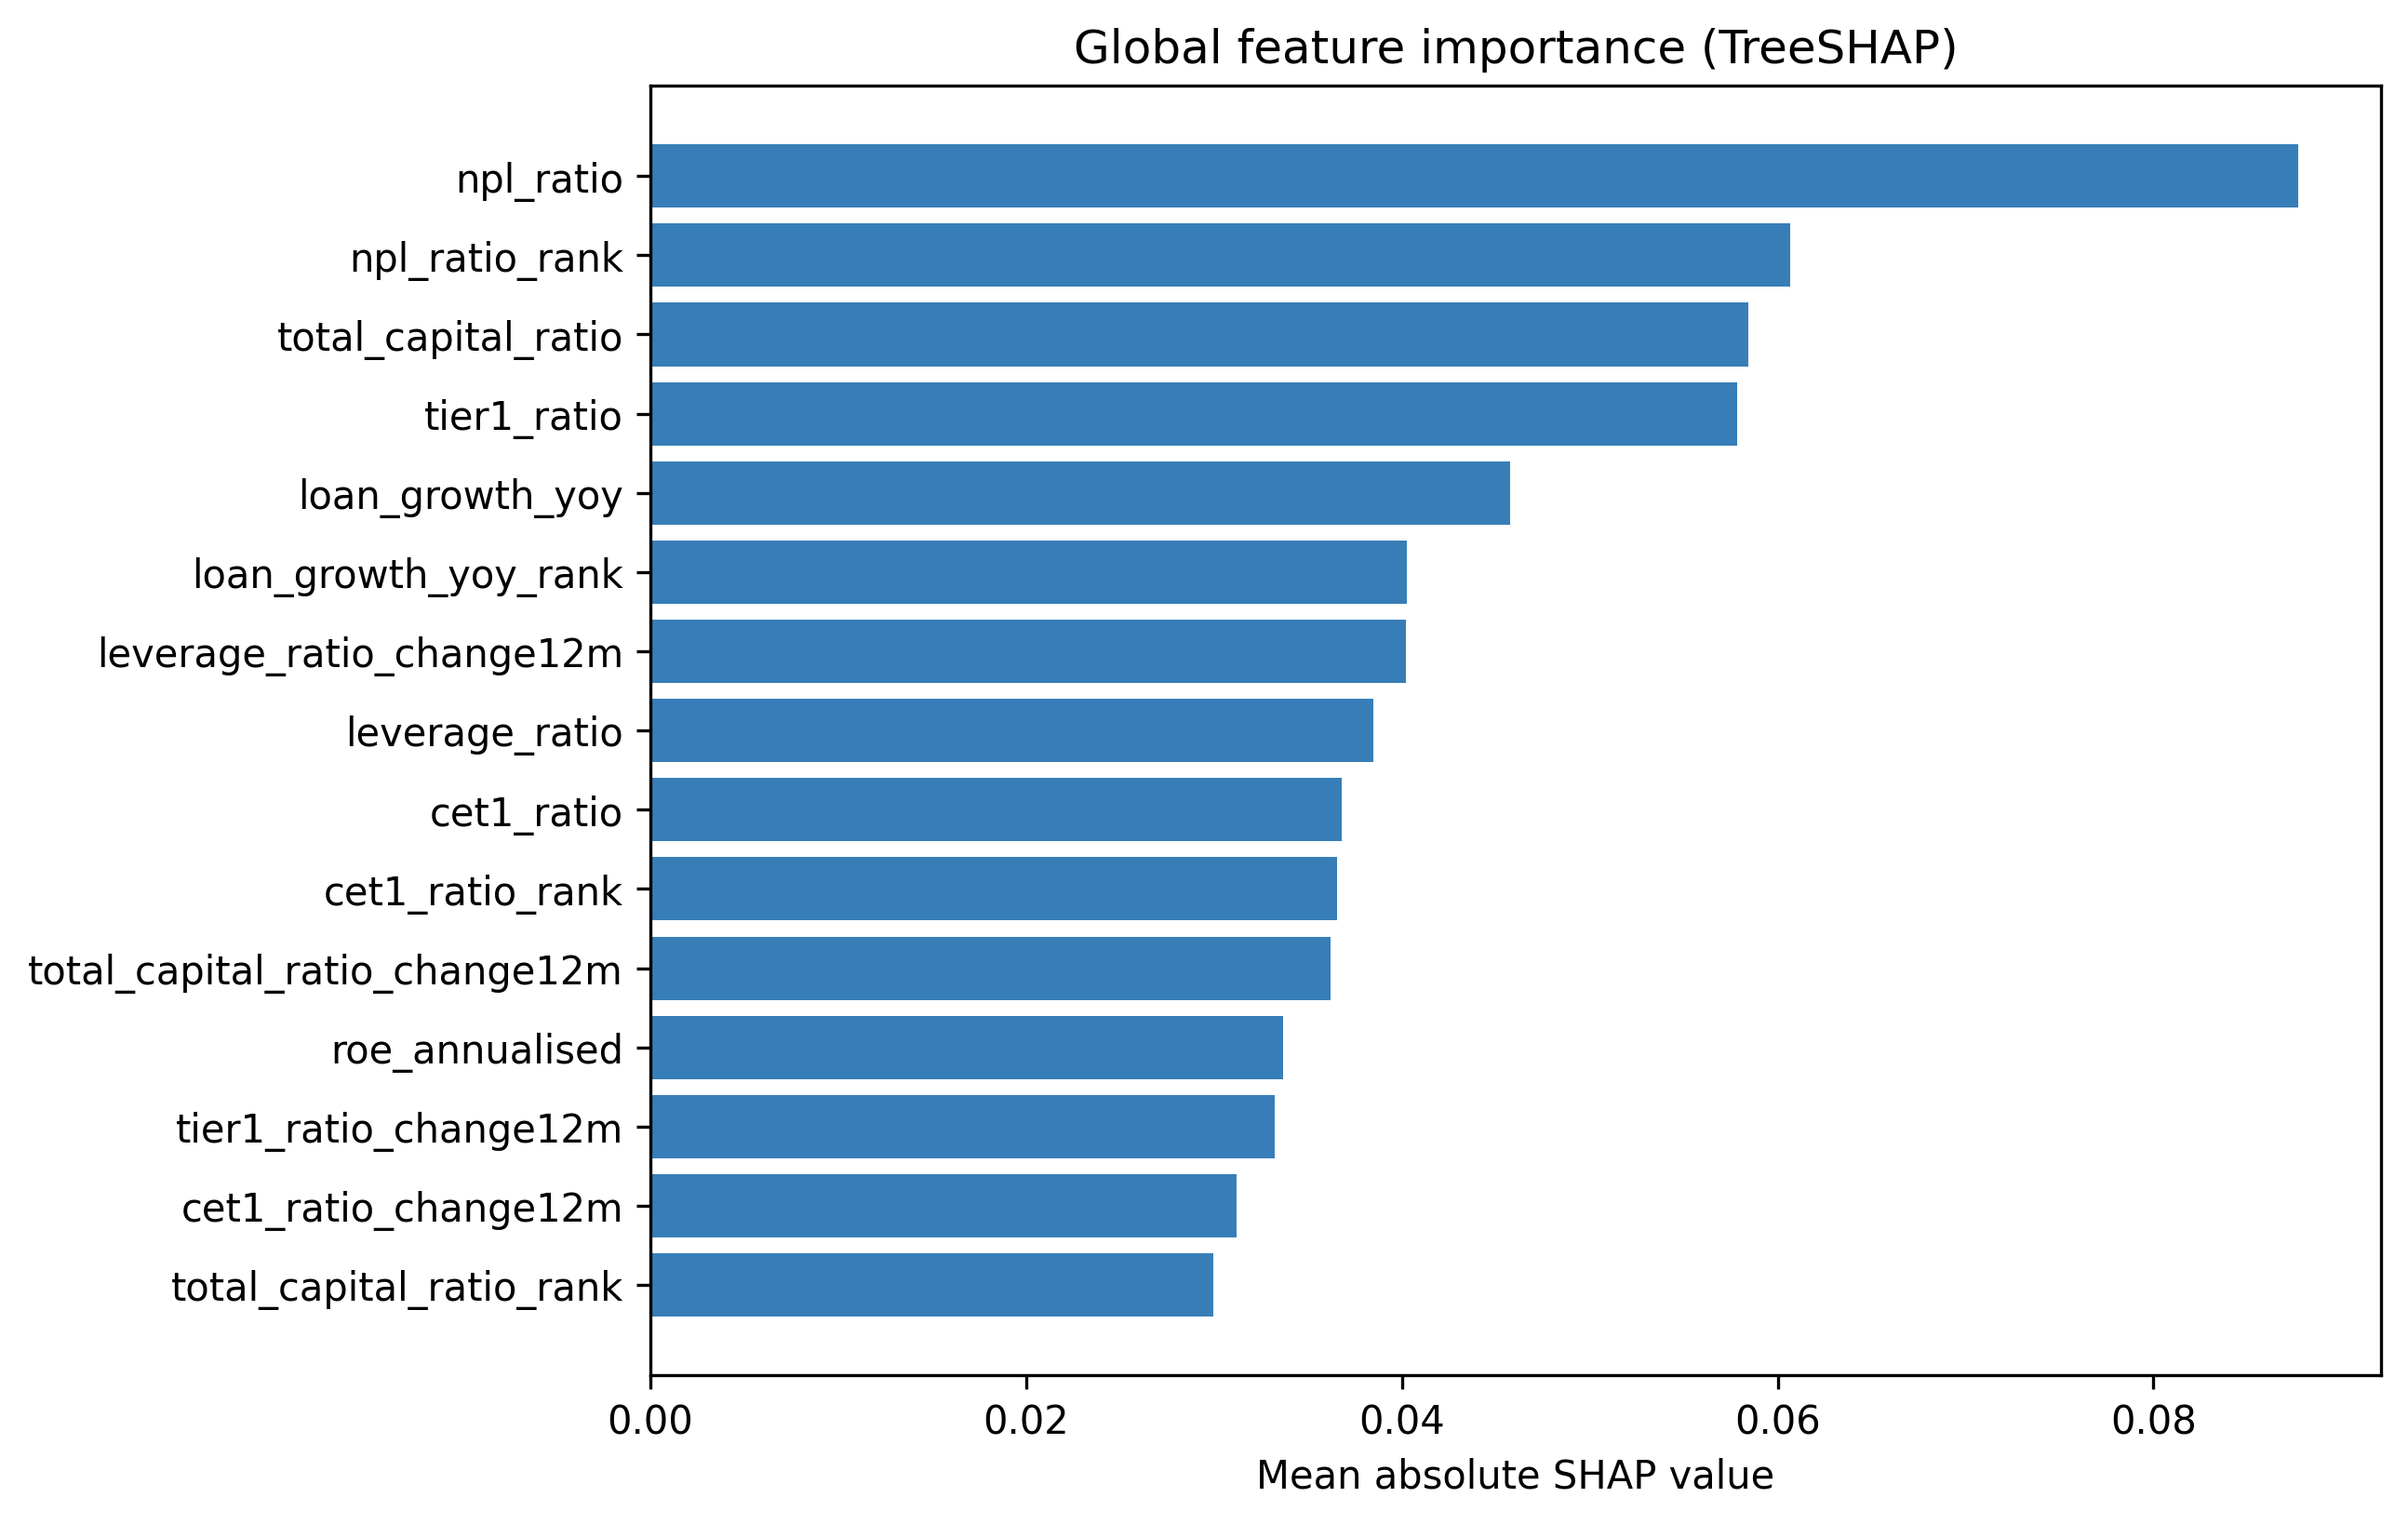 Global feature importance (TreeSHAP)
npl_ratio
npl_ratio_rank
total_capital_ratio
tier1_ratio
loan_growth_yoy
loan_growth_yoy_rank
leverage_ratio_change12m
leverage_ratio
cet1_ratio
cet1_ratio_rank
total_capital_ratio_change12m
roe_annualised
tier1_ratio_change12m
cet1_ratio_change12m
total_capital_ratio_rank
0.00 0.02 0.04 0.06 0.08
Mean absolute SHAP value